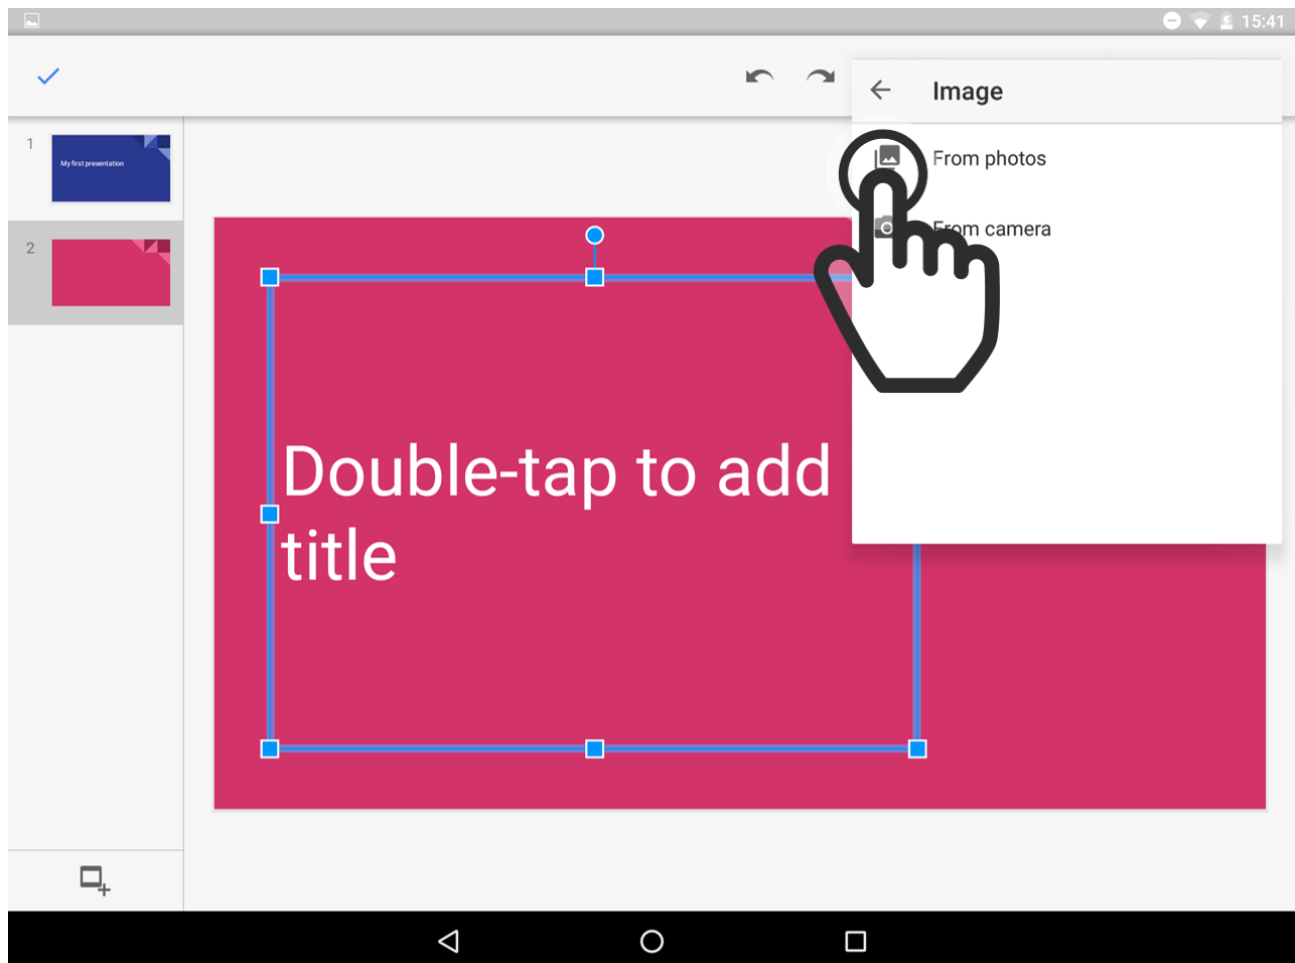 15:41
Image
1
My first presentation
From photos
2
From camera
Double-tap to add
title